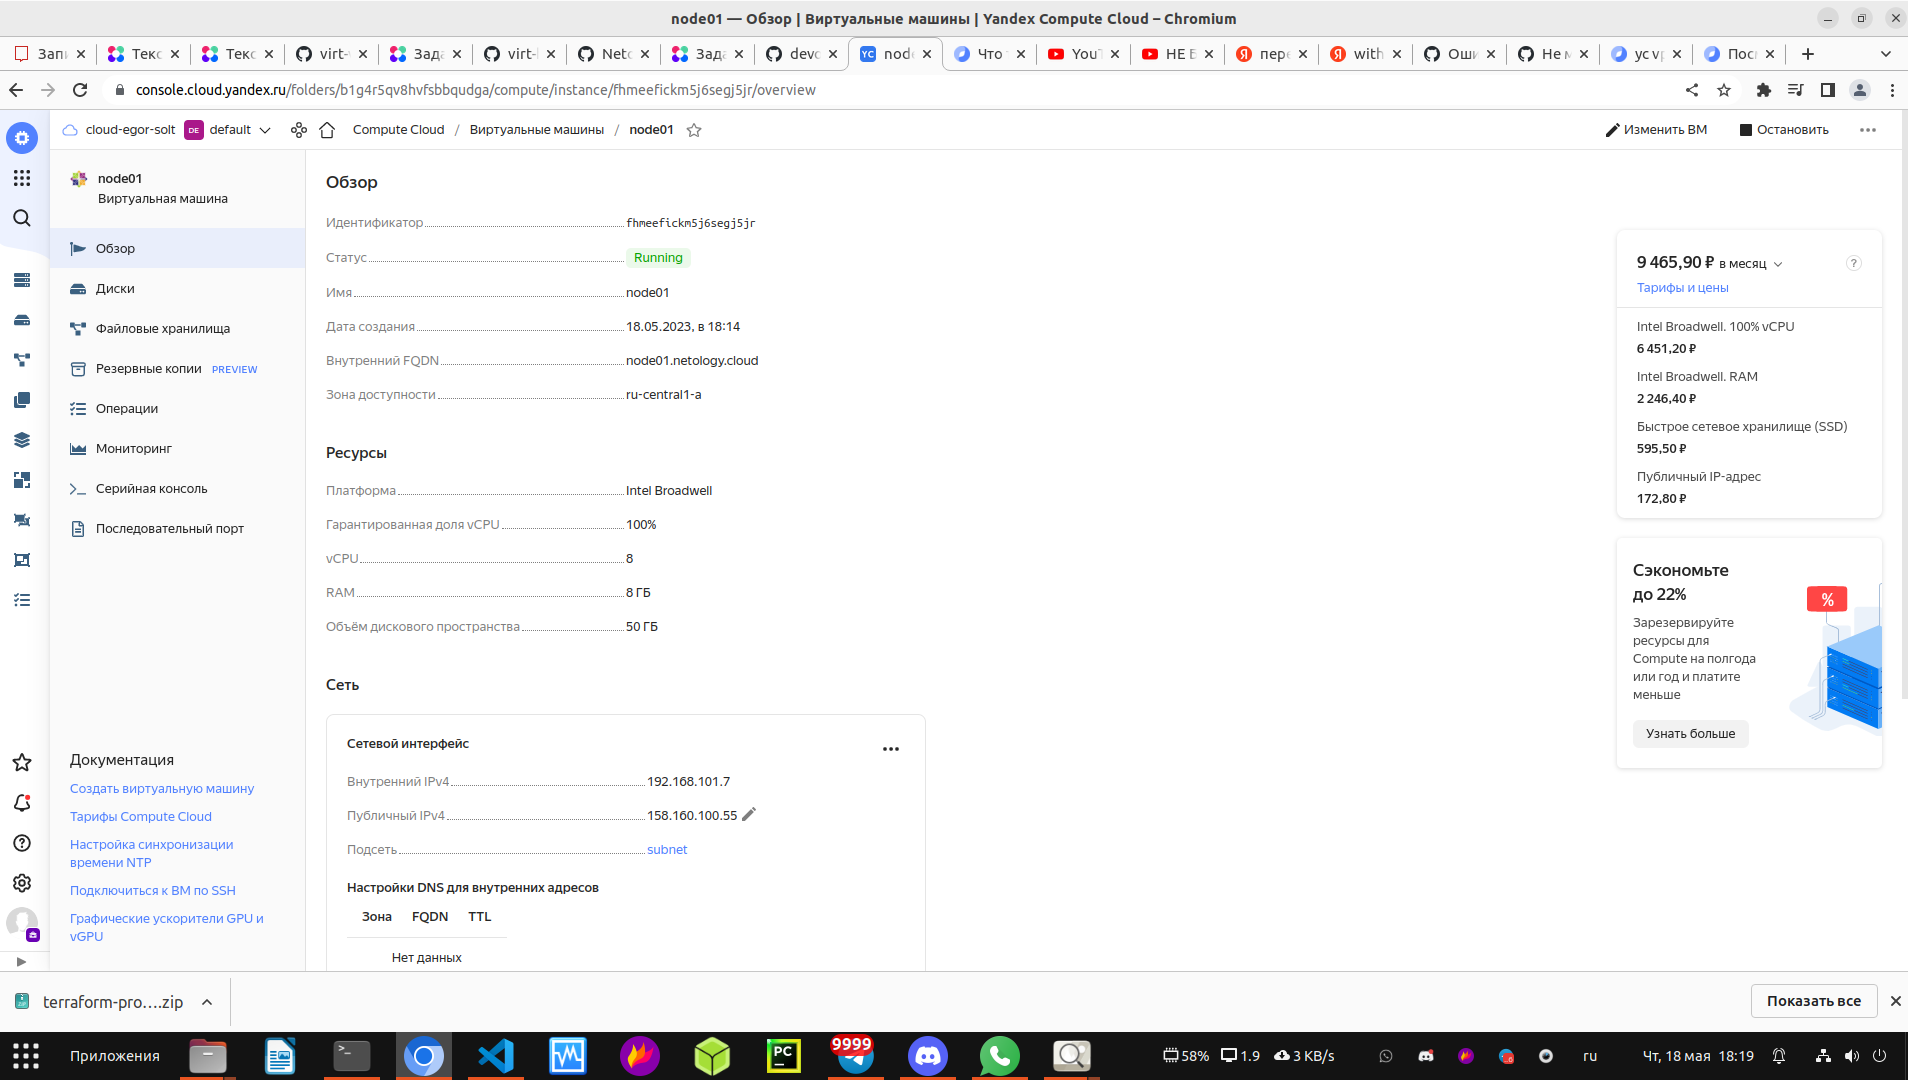 node01 — Обзор | Виртуальные машины | Yandex Compute Cloud – Chromium
Запи
Текс
Текс
virt-
Зада
virt-
Netо
Зада
devо
YC
node
Что
YouT
НЕ Б
пере
with
Оши
Не м
yc vp
Посл
console.cloud.yandex.ru/folders/b1g4r5qv8hvfsbbqudga/compute/instance/fhmeefickm5j6segj5jr/overview
cloud-egor-solt DE default Compute Cloud / Виртуальные машины / node01
Изменить ВМ Остановить
node01
Виртуальная машина
Обзор
Диски
Файловые хранилища
Резервные копии PREVIEW
Операции
Мониторинг
Серийная консоль
Последовательный порт
Документация
Создать виртуальную машину
Тарифы Compute Cloud
Настройка синхронизации
времени NTP
Подключиться к ВМ по SSH
Графические ускорители GPU и
vGPU
Обзор
Идентификатор fhmeefickm5j6segj5jr
Статус Running
Имя node01
Дата создания 18.05.2023, в 18:14
Внутренний FQDN node01.netology.cloud
Зона доступности ru-central1-a
Ресурсы
Платформа Intel Broadwell
Гарантированная доля vCPU 100%
vCPU 8
RAM 8 ГБ
Объём дискового пространства 50 ГБ
Сеть
Сетевой интерфейс
Внутренний IPv4 192.168.101.7
Публичный IPv4 158.160.100.55
Подсеть subnet
Настройки DNS для внутренних адресов
Зона FQDN TTL
Нет данных
9 465,90 ₽ в месяц ?
Тарифы и цены
Intel Broadwell. 100% vCPU
6 451,20 ₽
Intel Broadwell. RAM
2 246,40 ₽
Быстрое сетевое хранилище (SSD)
595,50 ₽
Публичный IP-адрес
172,80 ₽
Сэкономьте
до 22%
%
Зарезервируйте
ресурсы для
Compute на полгода
или год и платите
меньше
Узнать больше
terraform-pro....zip
Показать все
Приложения
PC
9999
58% 1.9 3 KB/s
ru
Чт, 18 мая 18:19